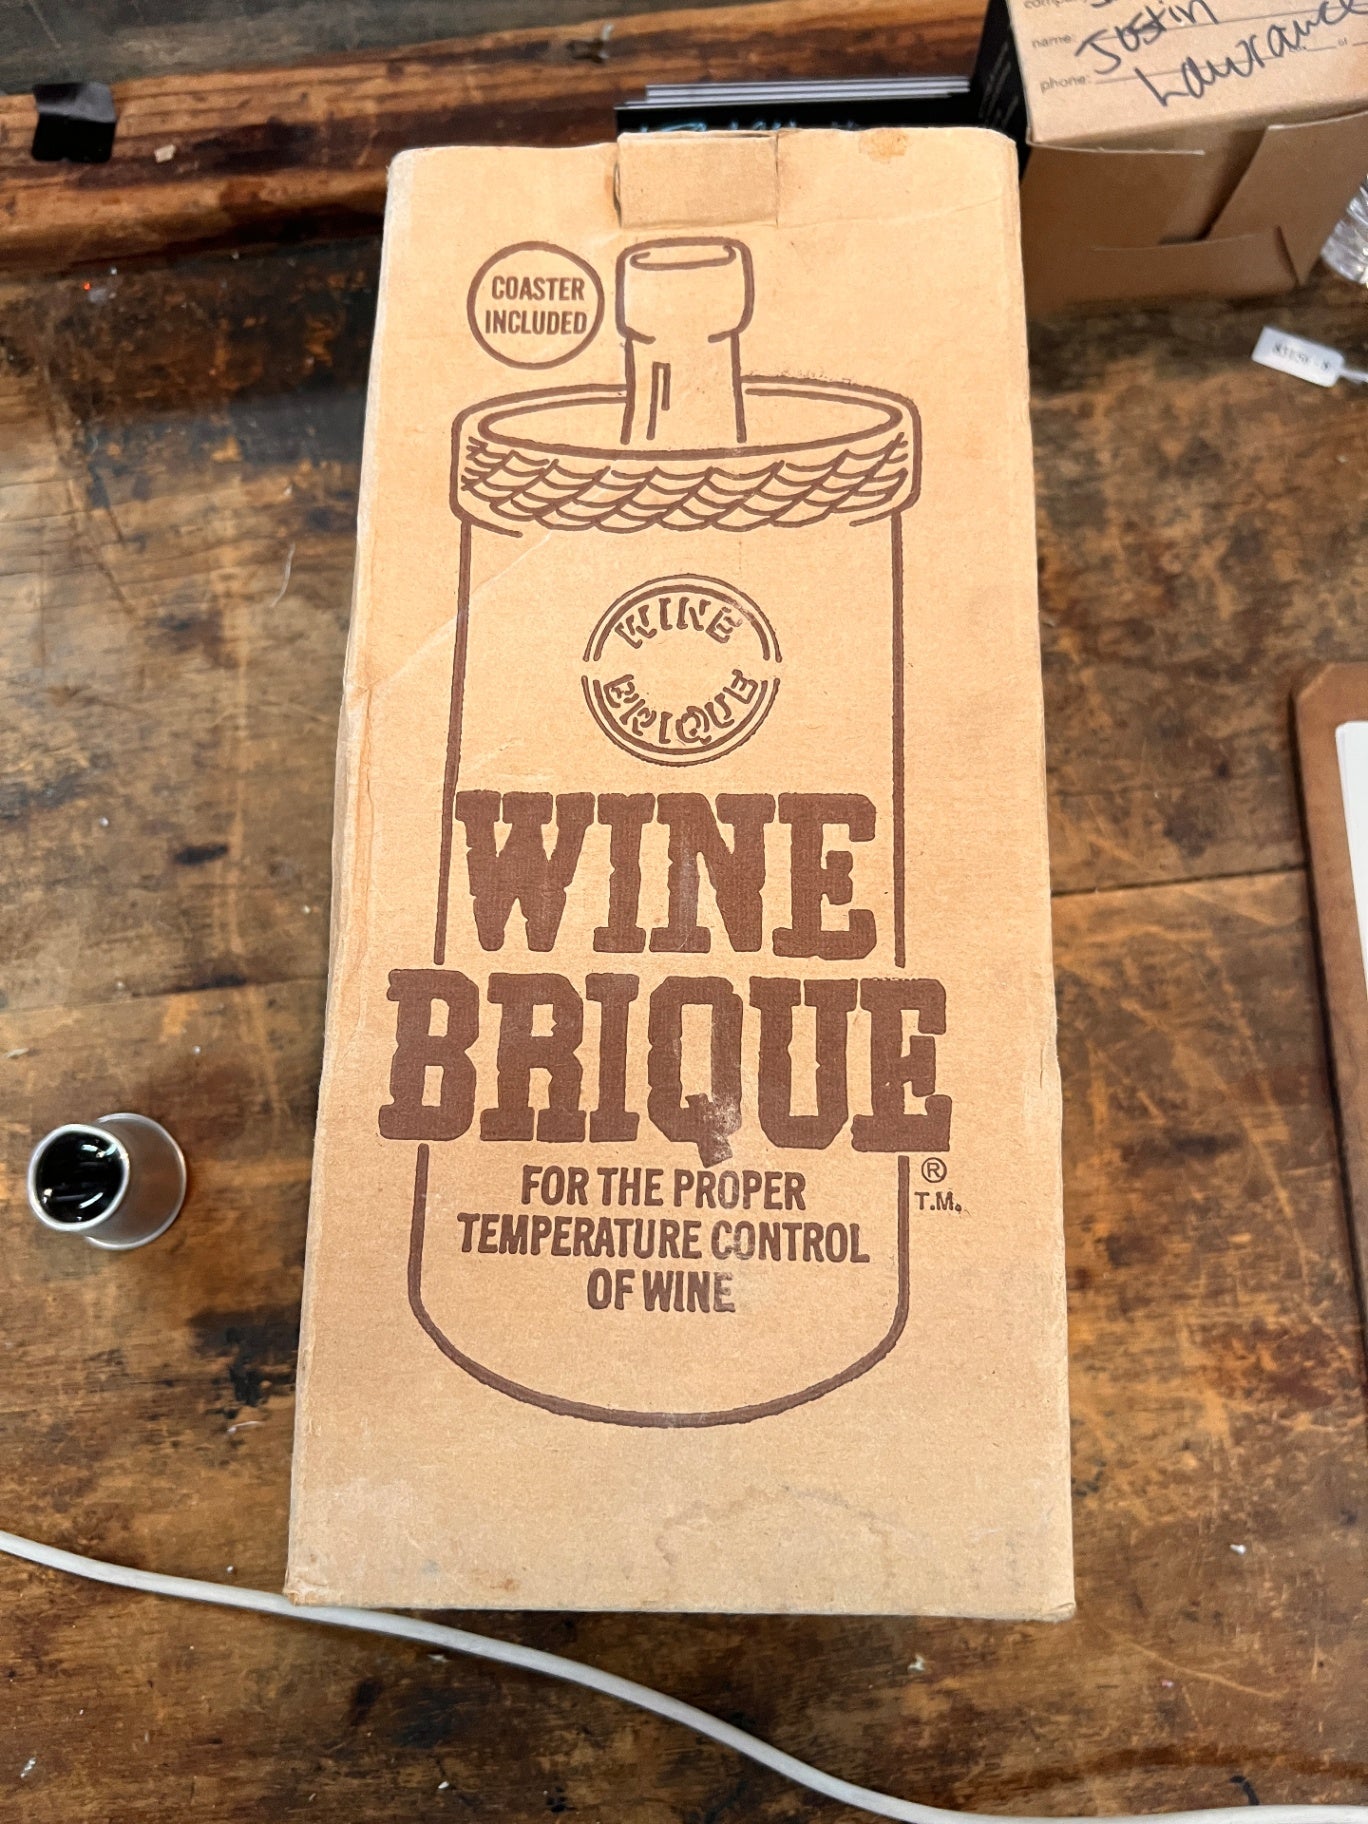 name: Justin
phone: Lawrance
COASTER
INCLUDED
WINE
BRIQUE
WINE
BRIQUE
®
T.M.
FOR THE PROPER
TEMPERATURE CONTROL
OF WINE